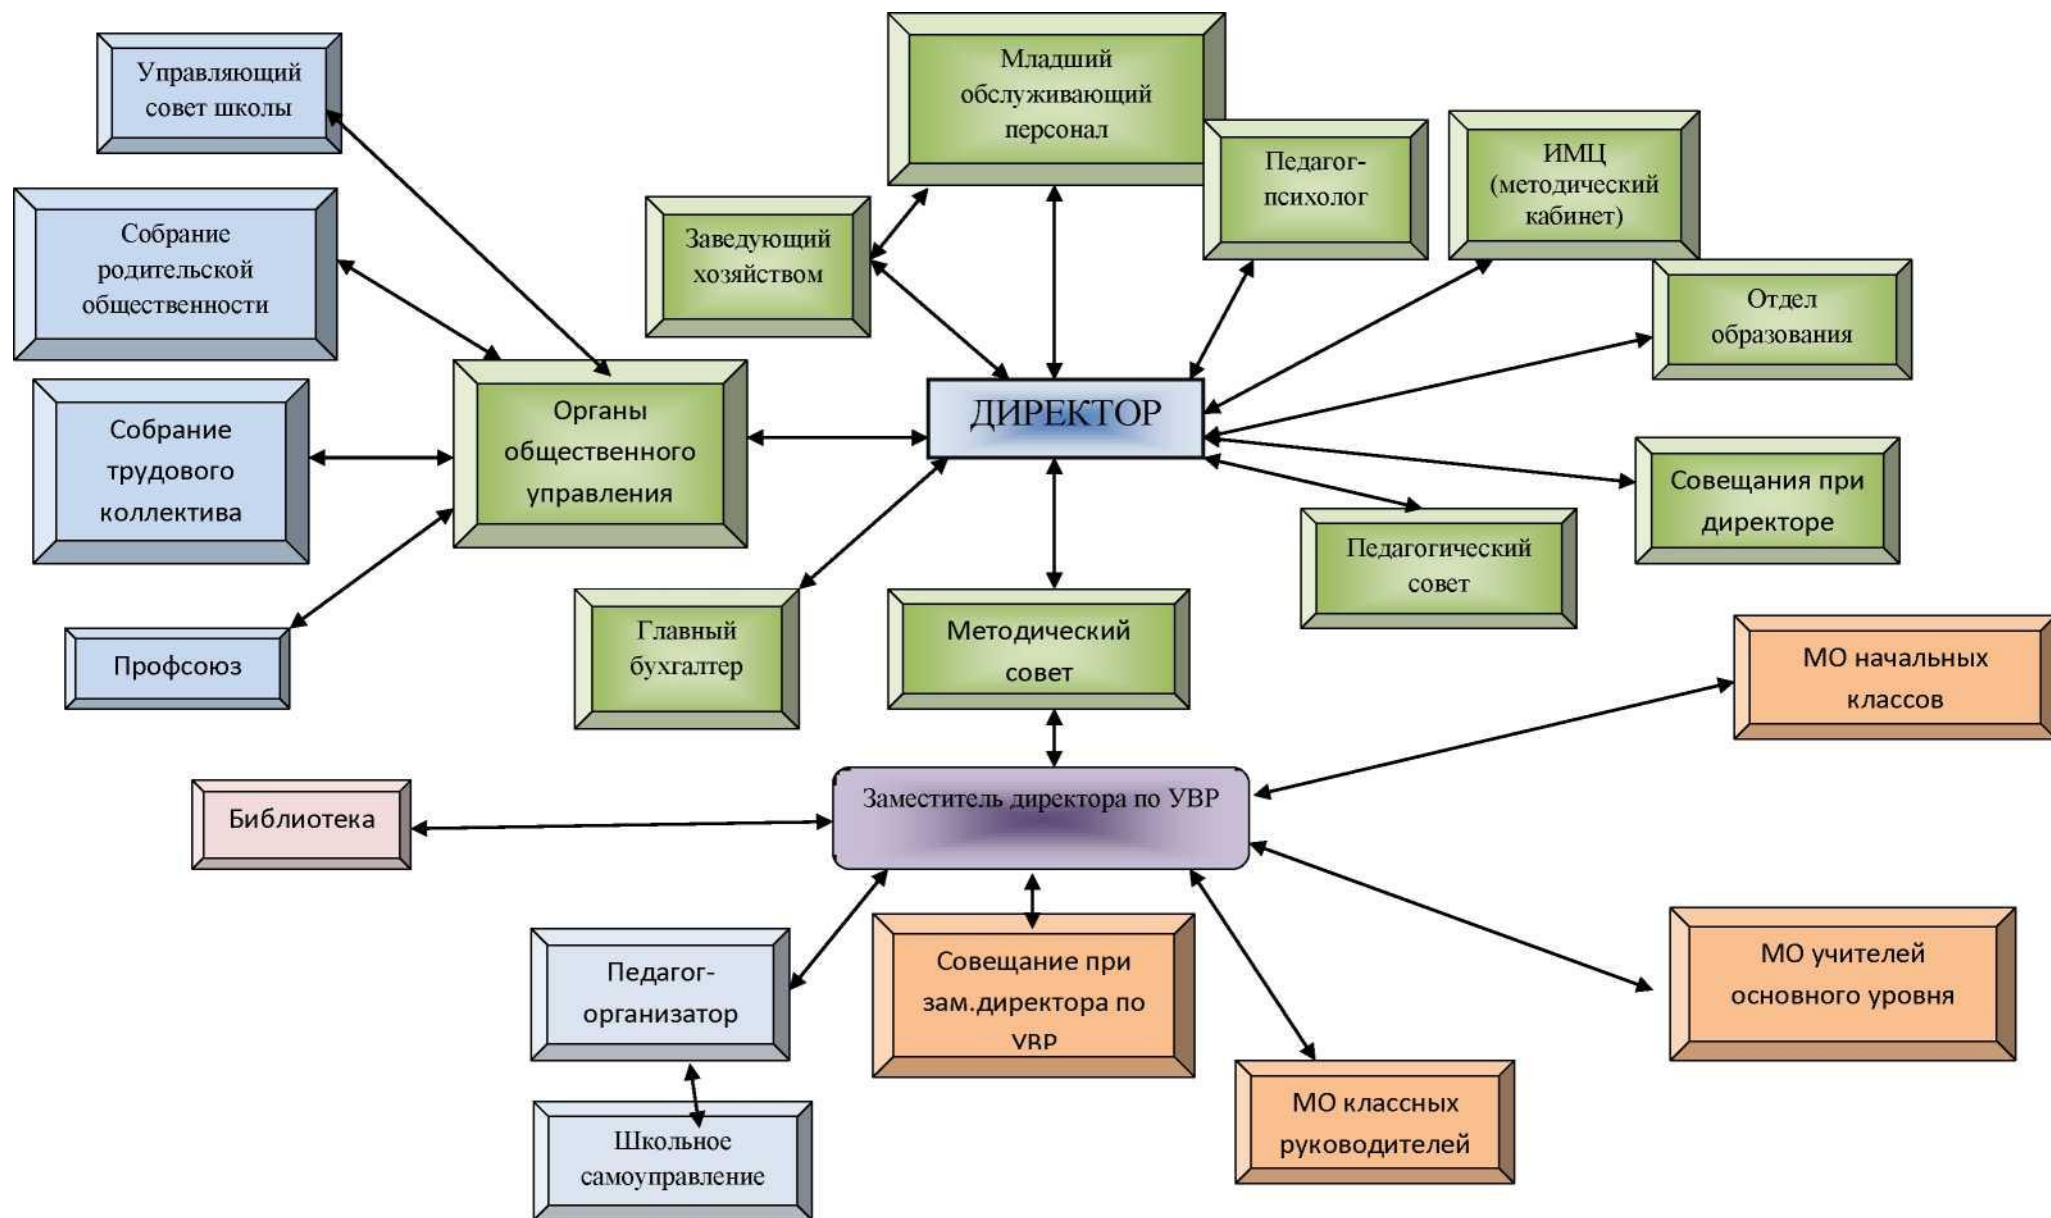 Управляющий
совет школы
Младший
обслуживающий
персонал
Педагог-
психолог
ИМЦ
(методический
кабинет)
Заведующий
хозяйством
Собрание
родительской
общественности
Отдел
образования
ДИРЕКТОР
Органы
общественного
управления
Собрание
трудового
коллектива
Совещания при
директоре
Педагогический
совет
Профсоюз
Главный
бухгалтер
Методический
совет
МО начальных
классов
Заместитель директора по УВР
Библиотека
Педагог-
организатор
Совещание при
зам.директора по
УВР
МО учителей
основного уровня
МО классных
руководителей
Школьное
самоуправление